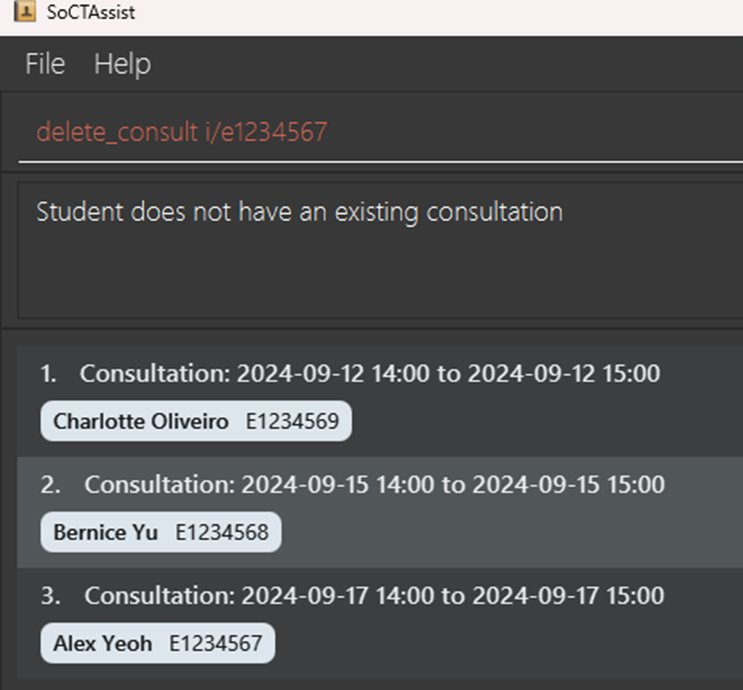 SoCTAssist
File Help
delete_consult i/e1234567
Student does not have an existing consultation
1. Consultation: 2024-09-12 14:00 to 2024-09-12 15:00
Charlotte Oliveiro E1234569
2. Consultation: 2024-09-15 14:00 to 2024-09-15 15:00
Bernice Yu E1234568
3. Consultation: 2024-09-17 14:00 to 2024-09-17 15:00
Alex Yeoh E1234567